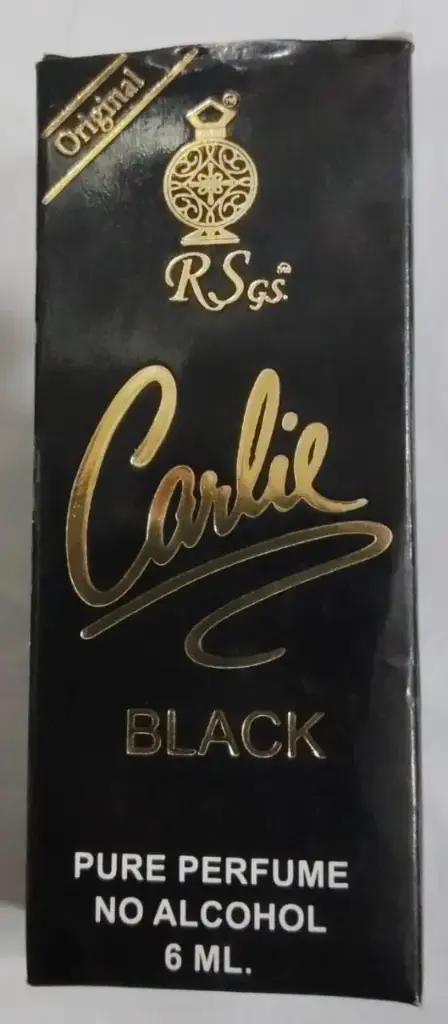 Original
RSGS.
Carlie
BLACK
PURE PERFUME
NO ALCOHOL
6 ML.